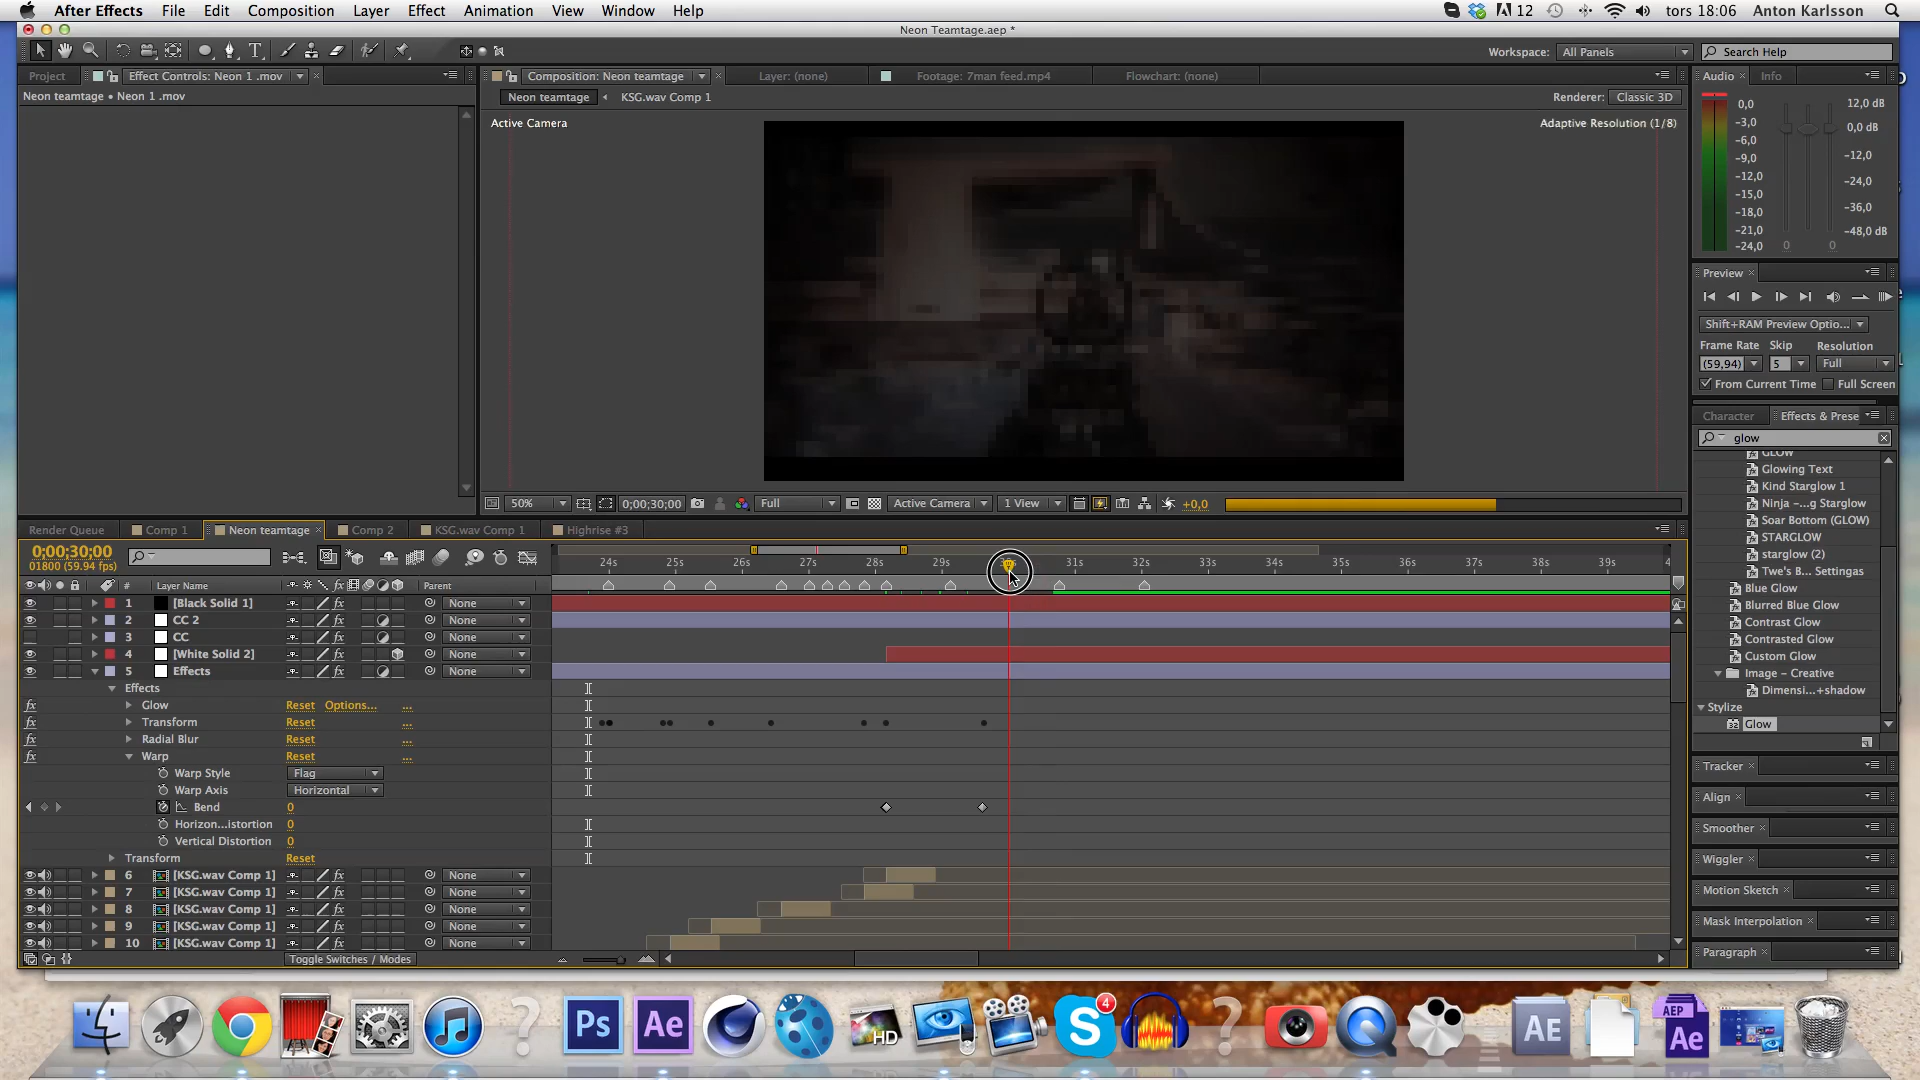 After Effects File Edit Composition Layer Effect Animation View Window Help 12 tors 18:06 Anton Karlsson
Neon Teamtage.aep *
Workspace: All Panels Search Help
Project Effect Controls: Neon 1 .mov Composition: Neon teamtage Layer: (none) Footage: 7man feed.mp4 Flowchart: (none) Audio Info
Neon teamtage • Neon 1 .mov Neon teamtage KSG.wav Comp 1 Renderer: Classic 3D
Active Camera Adaptive Resolution (1/8)
0,0 12,0 dB
-3,0 0,0 dB
-6,0
-9,0 -12,0
-12,0
-15,0 -24,0
-18,0 -36,0
-21,0 -48,0 dB
-24,0 0 0
Preview
Shift+RAM Preview Optio...
Frame Rate Skip Resolution
(59,94) 5 Full
From Current Time Full Screen
Character Effects & Prese
glow
GLOW
Glowing Text
Kind Starglow 1
Ninja -...g Starglow
Soar Bottom (GLOW)
STARGLOW
starglow (2)
Twe's B... Settingas
Blue Glow
Blurred Blue Glow
Contrast Glow
Contrasted Glow
Custom Glow
Image – Creative
Dimensi...+shadow
Stylize
Glow
Tracker
Align
Smoother
Wiggler
Motion Sketch
Mask Interpolation
Paragraph
50% 0;00;30;00 Full Active Camera 1 View +0,0
Render Queue Comp 1 Neon teamtage Comp 2 KSG.wav Comp 1 Highrise #3
0;00;30;00
01800 (59.94 fps)
24s 25s 26s 27s 28s 29s 31s 32s 33s 34s 35s 36s 37s 38s 39s 4
# Layer Name Parent
1 [Black Solid 1] None
2 CC 2 None
3 CC None
4 [White Solid 2] None
5 Effects None
Effects
Glow Reset Options... ...
Transform Reset ...
Radial Blur Reset ...
Warp Reset ...
Warp Style Flag
Warp Axis Horizontal
Bend 0
Horizon...istortion 0
Vertical Distortion 0
Transform Reset
6 [KSG.wav Comp 1] None
7 [KSG.wav Comp 1] None
8 [KSG.wav Comp 1] None
9 [KSG.wav Comp 1] None
10 [KSG.wav Comp 1] None
Toggle Switches / Modes
? Ps Ae HD 4 ? AE AEP Ae